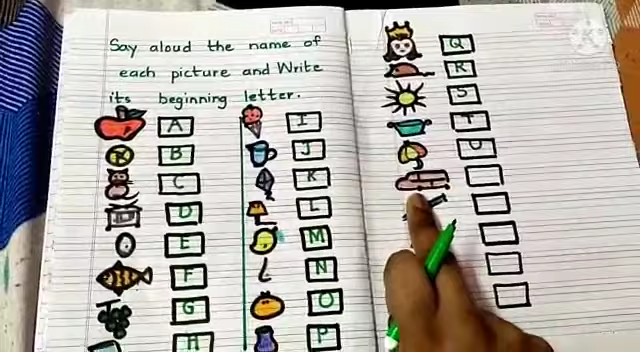 Say aloud the name of
each picture and Write
its beginning letter.
A
B
C
D
E
F
G
H
I
J
K
L
M
N
O
P
Q
R
S
T
U